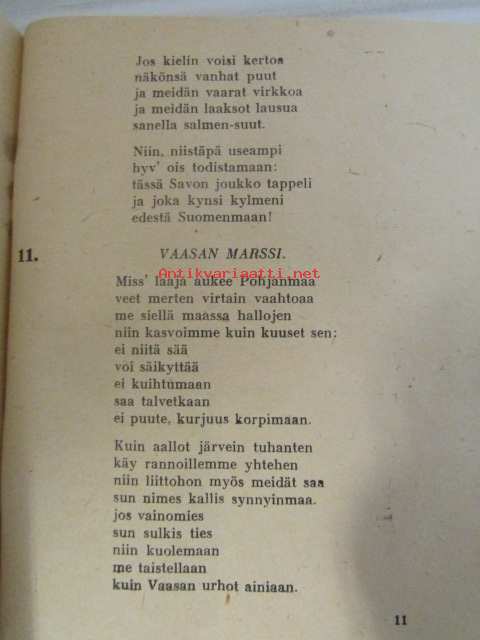 Jos kielin voisi kertoa
näkönsä vanhat puut
ja meidän vaarat virkkoa
ja meidän laaksot lausua
sanella salmen-suut.
Niin, niistäpä useampi
hyv' ois todistamaan:
tässä Savon joukko tappeli
ja joka kynsi kylmeni
edestä Suomenmaan!
11.
VAASAN MARSSI.
Antikvariaatti.net
Miss' laaja aukee Pohjanmaa
veet merten virtain vaahtoaa
me siellä maassa hallojen
niin kasvoimme kuin kuuset sen:
ei niitä sää
voi säikyttää
ei kuihtumaan
saa talvetkaan
ei puute, kurjuus korpimaan.
Kuin aallot järvein tuhanten
käy rannoillemme yhtehen
niin liittohon myös meidät saa
sun nimes kallis synnyinmaa.
jos vainomies
sun sulkis ties
niin kuolemaan
me taistellaan
kuin Vaasan urhot ainiaan.
11